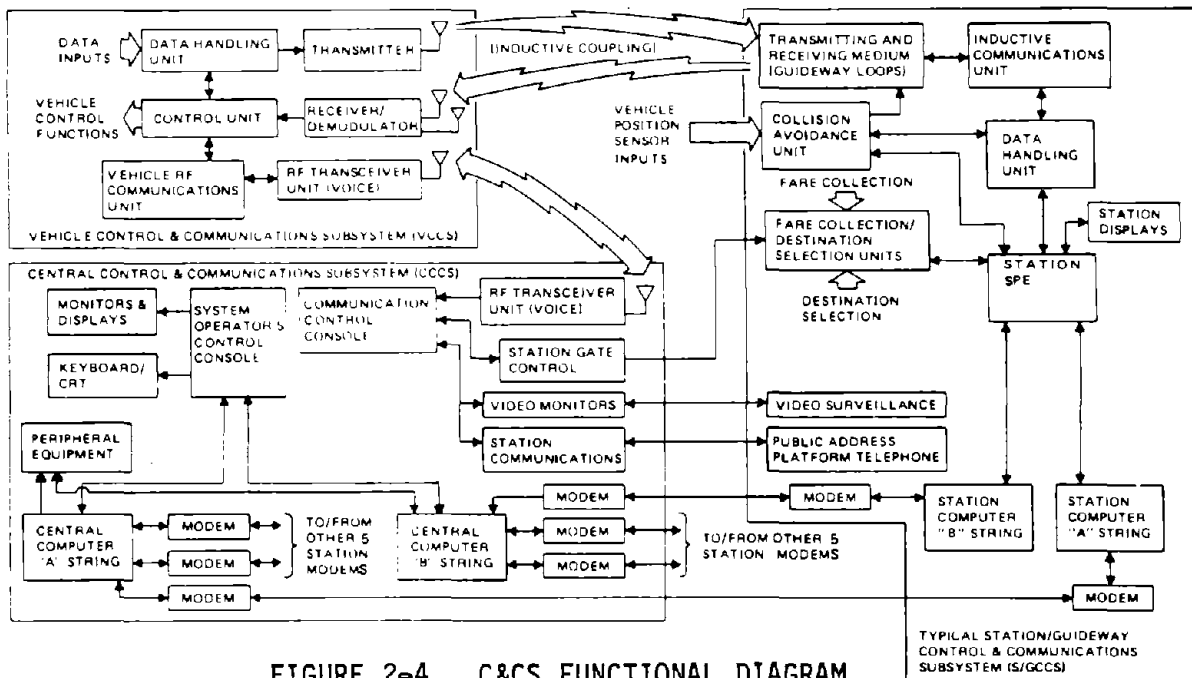 DATA
INPUTS
DATA HANDLING
UNIT
TRANSMITTER
(INDUCTIVE COUPLING)
VEHICLE
CONTROL
FUNCTIONS
CONTROL UNIT
RECEIVER/
DEMODULATOR
VEHICLE RF
COMMUNICATIONS
UNIT
RF TRANSCEIVER
UNIT (VOICE)
VEHICLE CONTROL & COMMUNICATIONS SUBSYSTEM (VCCS)
TRANSMITTING AND
RECEIVING MEDIUM
(GUIDEWAY LOOPS)
INDUCTIVE
COMMUNICATIONS
UNIT
VEHICLE
POSITION
SENSOR
INPUTS
COLLISION
AVOIDANCE
UNIT
DATA
HANDLING
UNIT
FARE COLLECTION
FARE COLLECTION/
DESTINATION
SELECTION UNITS
DESTINATION
SELECTION
STATION
DISPLAYS
STATION
SPE
CENTRAL CONTROL & COMMUNICATIONS SUBSYSTEM (CCCS)
MONITORS &
DISPLAYS
SYSTEM
OPERATOR S
CONTROL
CONSOLE
KEYBOARD/
CRT
COMMUNICATION
CONTROL
CONSOLE
RF TRANSCEIVER
UNIT (VOICE)
STATION GATE
CONTROL
VIDEO MONITORS
VIDEO SURVEILLANCE
STATION
COMMUNICATIONS
PUBLIC ADDRESS
PLATFORM TELEPHONE
PERIPHERAL
EQUIPMENT
CENTRAL
COMPUTER
"A" STRING
MODEM
MODEM
MODEM
TO/FROM
OTHER 5
STATION
MODEMS
CENTRAL
COMPUTER
"B" STRING
MODEM
MODEM
MODEM
TO/FROM OTHER 5
STATION MODEMS
MODEM
STATION
COMPUTER
"B" STRING
STATION
COMPUTER
"A" STRING
MODEM
TYPICAL STATION/GUIDEWAY
CONTROL & COMMUNICATIONS
SUBSYSTEM (S/GCCS)
FIGURE 2-4. C&CS FUNCTIONAL DIAGRAM